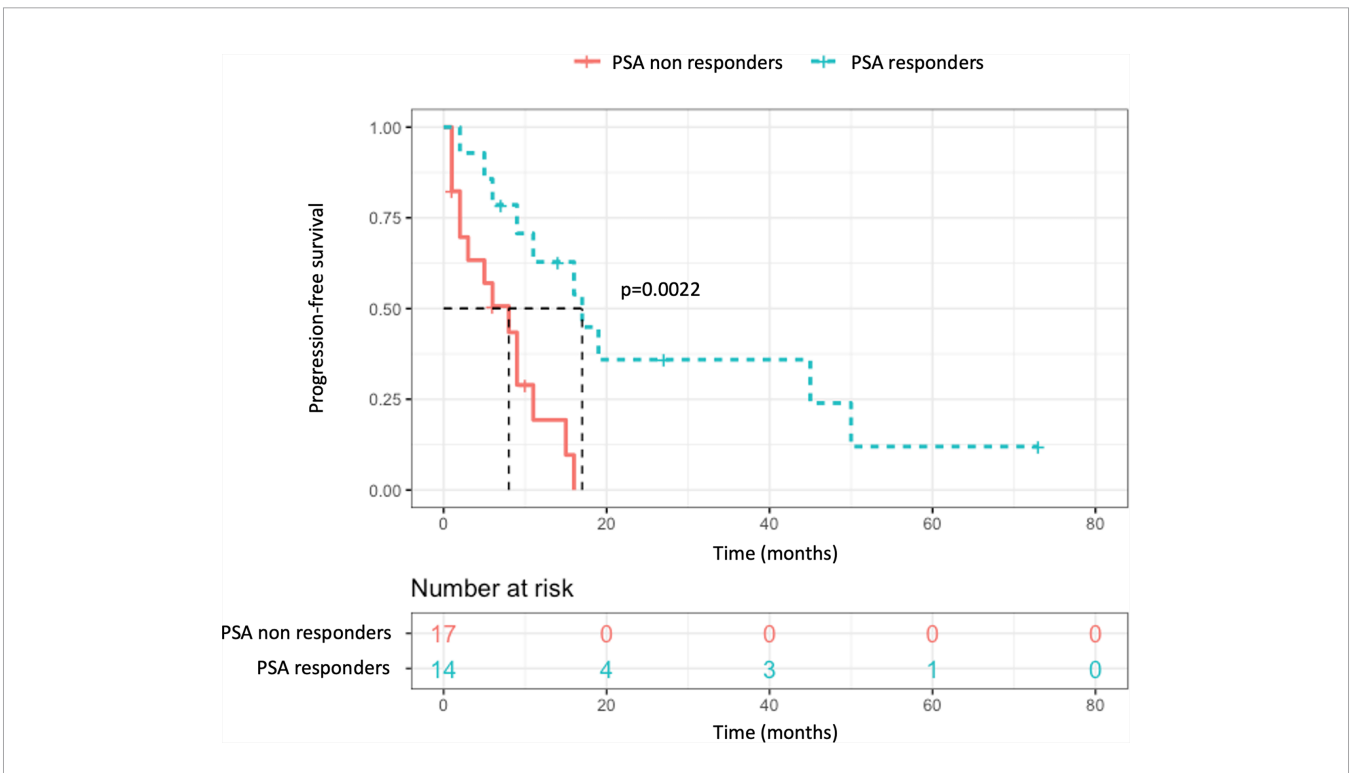 PSA non responders PSA responders
1.00
0.75
p=0.0022
0.50
0.25
0.00
Progression-free survival
0 20 40 60 80
Time (months)
Number at risk
PSA non responders 17 0 0 0 0
PSA responders 14 4 3 1 0
0 20 40 60 80
Time (months)